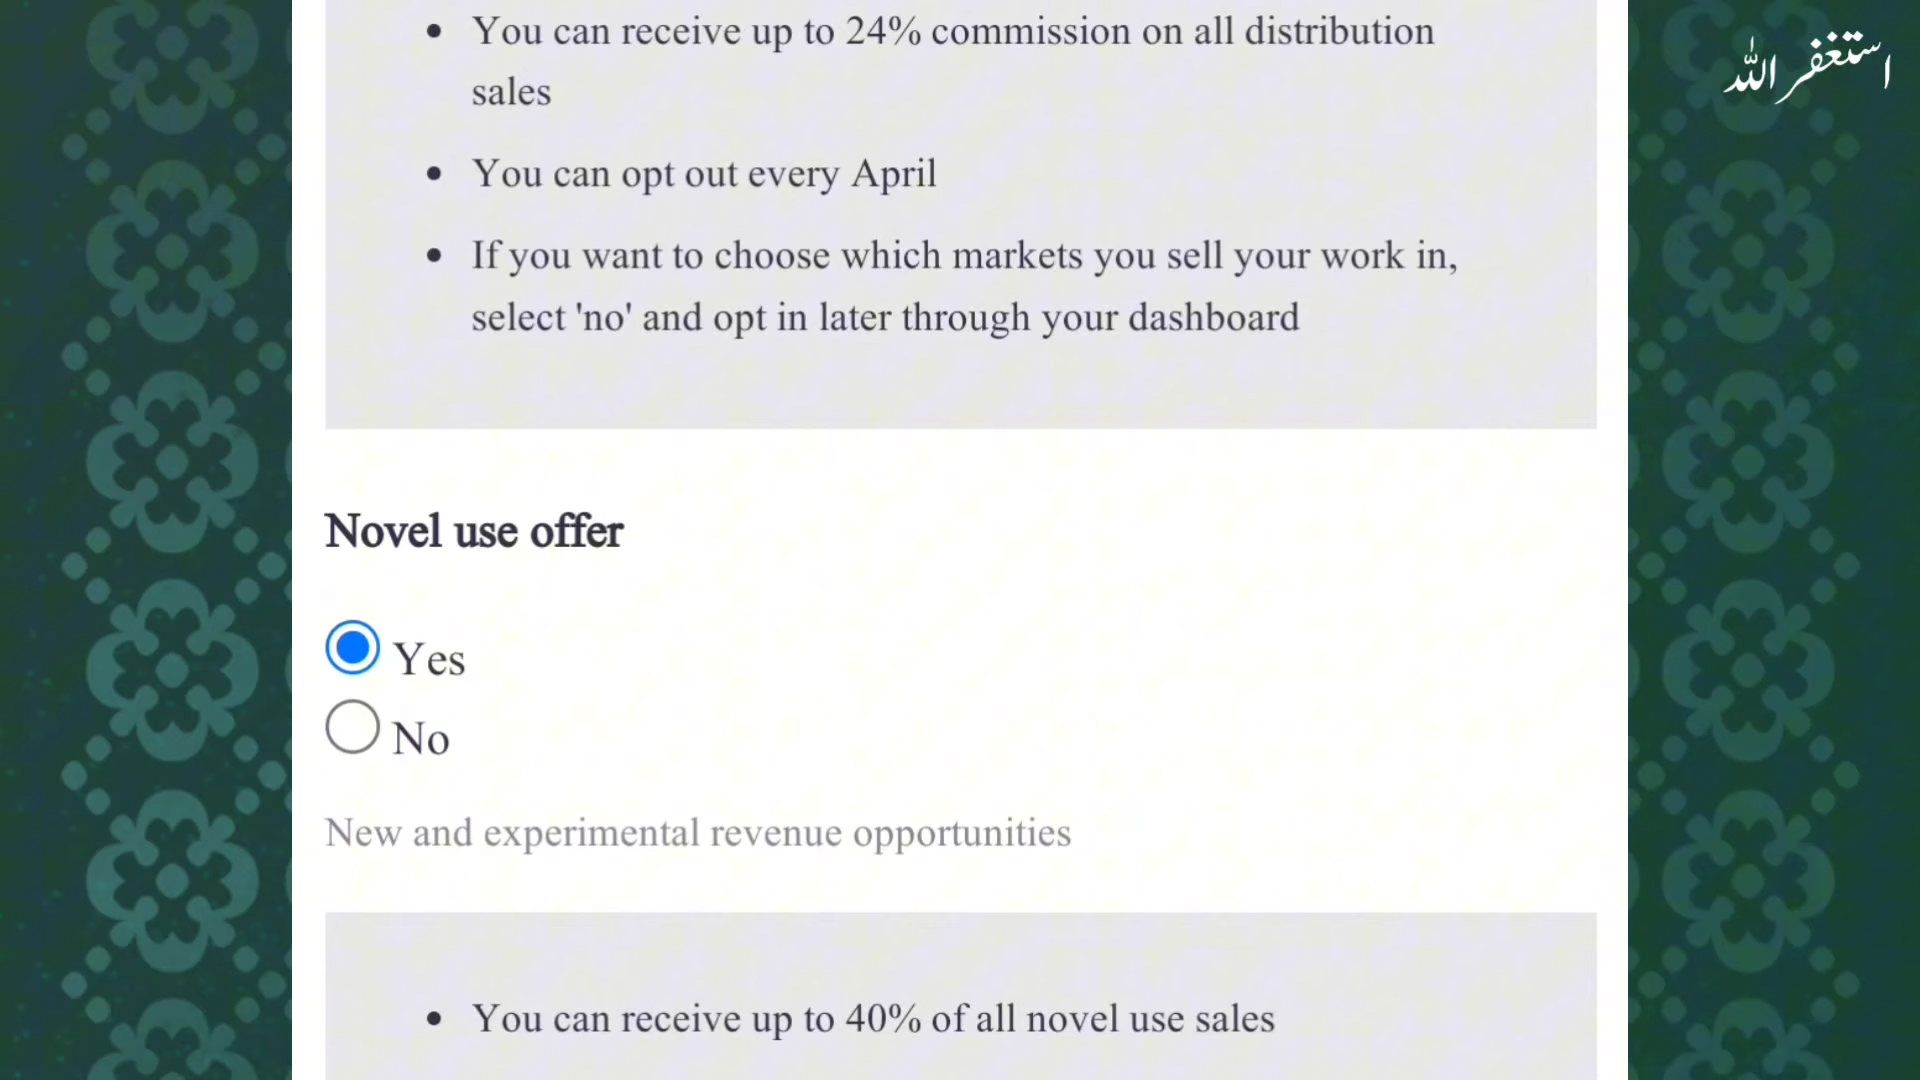 استغفر الله
You can receive up to 24% commission on all distribution
sales
You can opt out every April
If you want to choose which markets you sell your work in,
select 'no' and opt in later through your dashboard
Novel use offer
Yes
No
New and experimental revenue opportunities
You can receive up to 40% of all novel use sales